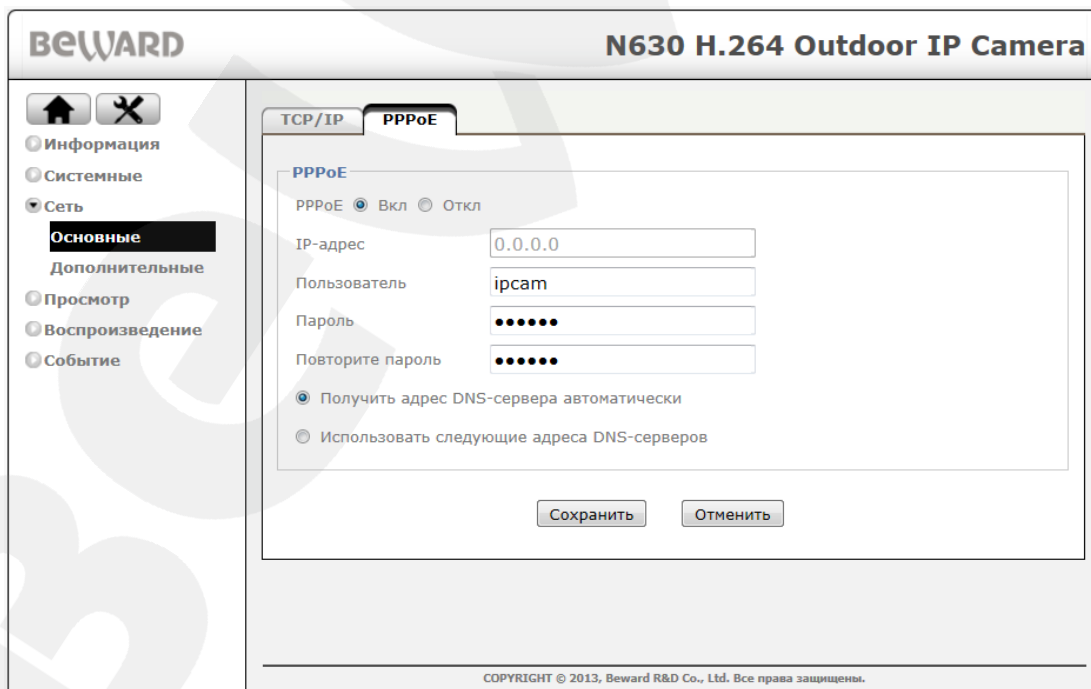 BEWARD
N630 H.264 Outdoor IP Camera
Информация
Системные
Сеть
Основные
Дополнительные
Просмотр
Воспроизведение
Событие
TCP/IP
PPPoE
PPPoE
PPPoE Вкл Откл
IP-адрес 0.0.0.0
Пользователь ipcam
Пароль ••••••
Повторите пароль ••••••
Получить адрес DNS-сервера автоматически
Использовать следующие адреса DNS-серверов
Сохранить Отменить
COPYRIGHT © 2013, Beward R&D Co., Ltd. Все права защищены.